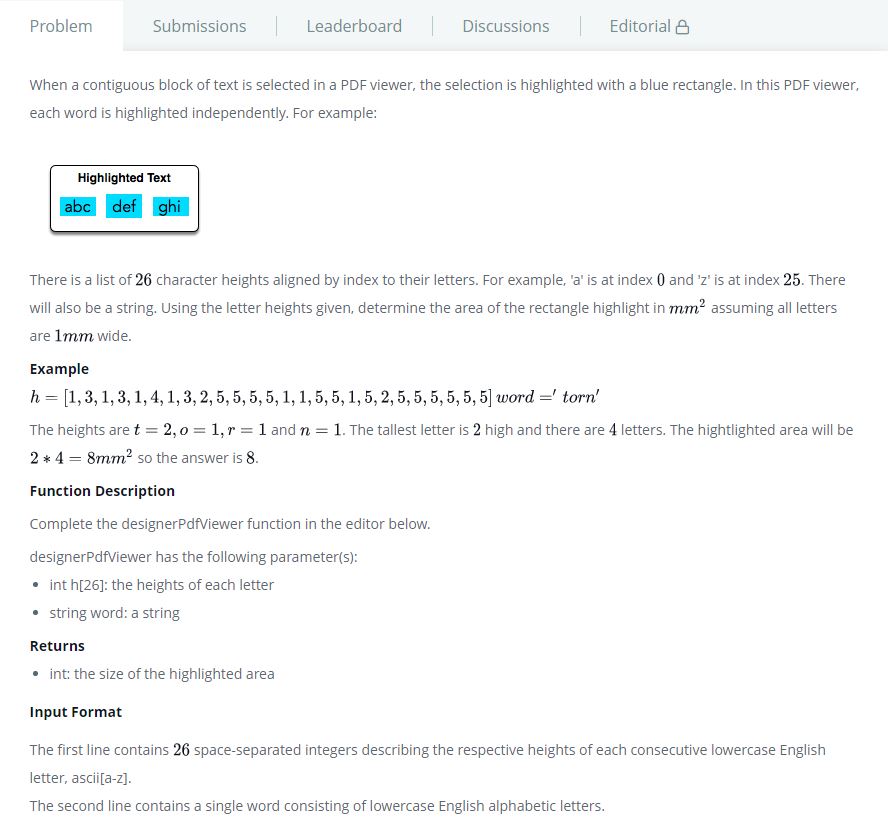 Problem
Submissions
Leaderboard
Discussions
Editorial
When a contiguous block of text is selected in a PDF viewer, the selection is highlighted with a blue rectangle. In this PDF viewer,
each word is highlighted independently. For example:
Highlighted Text
abc def ghi
There is a list of 26 character heights aligned by index to their letters. For example, 'a' is at index 0 and 'z' is at index 25. There
will also be a string. Using the letter heights given, determine the area of the rectangle highlight in mm² assuming all letters
are 1mm wide.
Example
h = [1, 3, 1, 3, 1, 4, 1, 3, 2, 5, 5, 5, 5, 1, 1, 5, 5, 1, 5, 2, 5, 5, 5, 5, 5, 5] word =' torn'
The heights are t = 2, o = 1, r = 1 and n = 1. The tallest letter is 2 high and there are 4 letters. The hightlighted area will be
2 * 4 = 8mm² so the answer is 8.
Function Description
Complete the designerPdfViewer function in the editor below.
designerPdfViewer has the following parameter(s):
• int h[26]: the heights of each letter
• string word: a string
Returns
• int: the size of the highlighted area
Input Format
The first line contains 26 space-separated integers describing the respective heights of each consecutive lowercase English
letter, ascii[a-z].
The second line contains a single word consisting of lowercase English alphabetic letters.